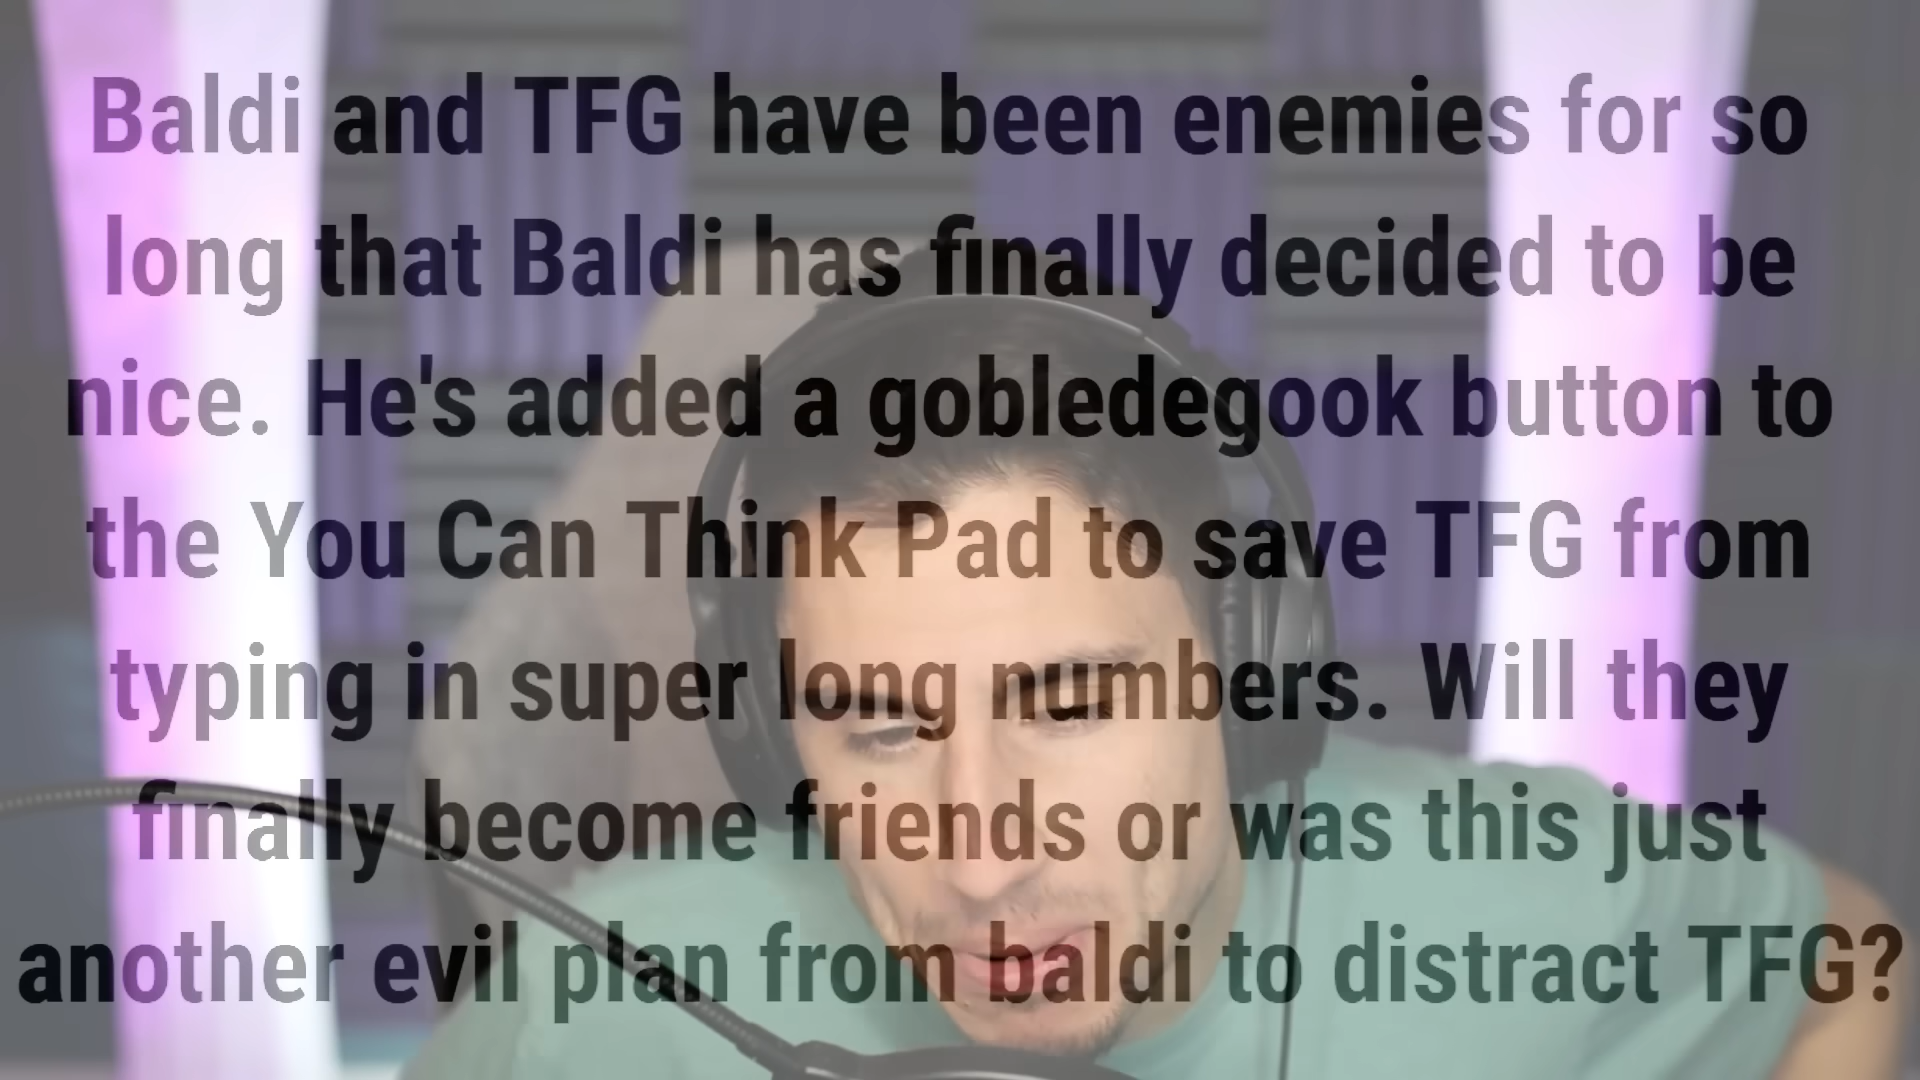 Baldi and TFG have been enemies for so
long that Baldi has finally decided to be
nice. He's added a gobledegook button to
the You Can Think Pad to save TFG from
typing in super long numbers. Will they
finally become friends or was this just
another evil plan from baldi to distract TFG?